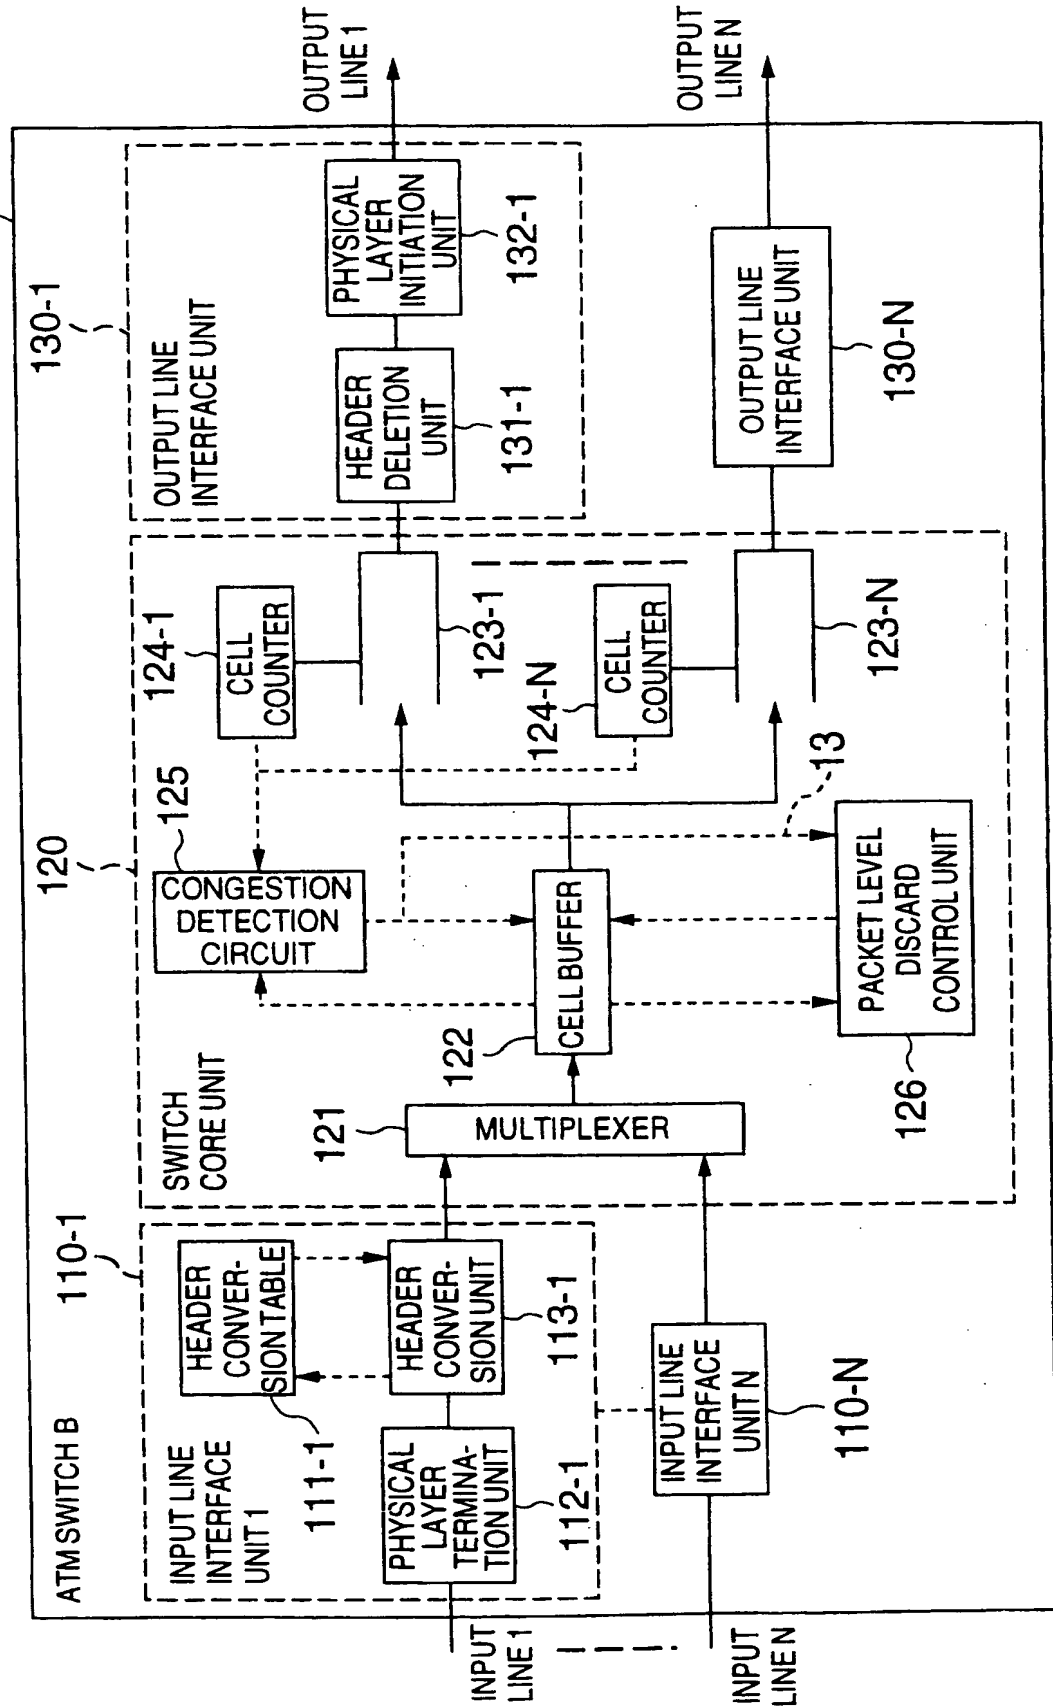 ATM SWITCH B
110-1
INPUT LINE
INTERFACE
UNIT 1
111-1
HEADER
CONVER-
SION TABLE
PHYSICAL
LAYER
TERMINA-
TION UNIT
112-1
HEADER
CONVER-
SION UNIT
113-1
INPUT
LINE 1
INPUT
LINE N
INPUT LINE
INTERFACE
UNIT N
110-N
120
SWITCH
CORE UNIT
121
MULTIPLEXER
122
CELL BUFFER
125
CONGESTION
DETECTION
CIRCUIT
PACKET LEVEL
DISCARD
CONTROL UNIT
126
13
124-1
CELL
COUNTER
123-1
124-N
CELL
COUNTER
123-N
130-1
OUTPUT LINE
INTERFACE UNIT
HEADER
DELETION
UNIT
131-1
PHYSICAL
LAYER
INITIATION
UNIT
132-1
OUTPUT
LINE 1
OUTPUT LINE
INTERFACE UNIT
130-N
OUTPUT
LINE N